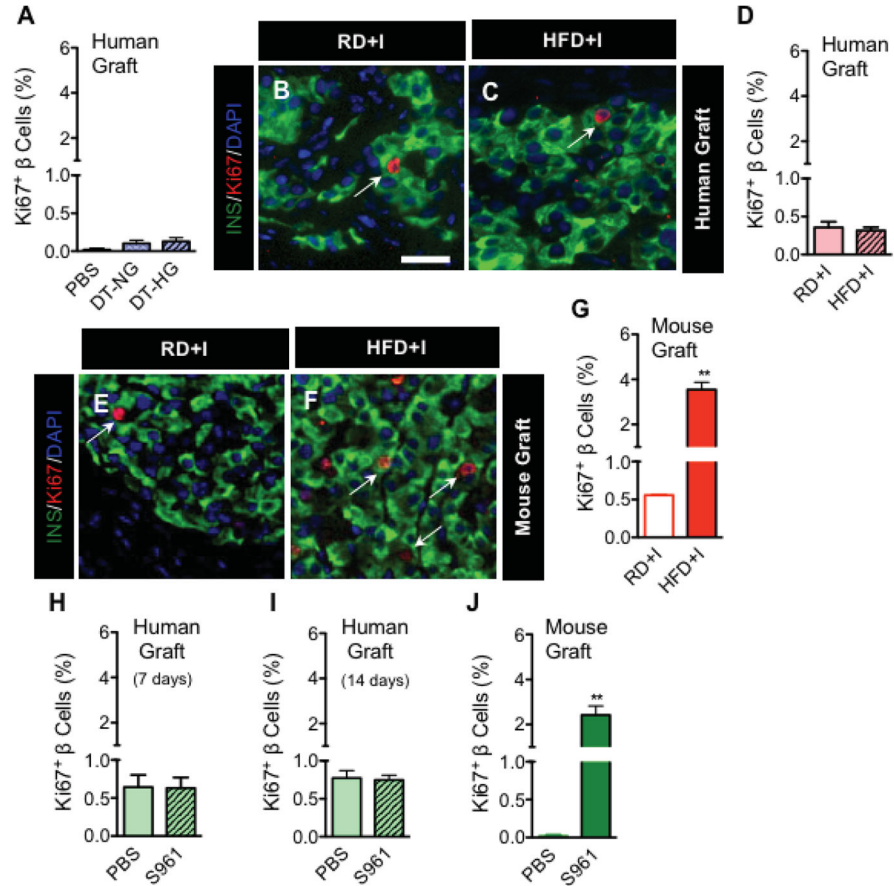 A
Human
Graft
Ki67+ β Cells (%)
6
4
2
1.0
0.5
0.0
PBS
DT-NG
DT-HG
RD+I
HFD+I
INS/Ki67/DAPI
B
C
Human Graft
D
Human
Graft
Ki67+ β Cells (%)
6
4
2
1.0
0.5
0.0
RD+I
HFD+I
RD+I
HFD+I
INS/Ki67/DAPI
E
F
Mouse Graft
G
Mouse
Graft
Ki67+ β Cells (%)
6
4
2
1.0
0.5
0.0
**
RD+I
HFD+I
H
Human
Graft
(7 days)
Ki67+ β Cells (%)
6
4
2
1.0
0.5
0.0
PBS
S961
I
Human
Graft
(14 days)
Ki67+ β Cells (%)
6
4
2
1.0
0.5
0.0
PBS
S961
J
Mouse
Graft
Ki67+ β Cells (%)
6
4
2
1.0
0.5
0.0
**
PBS
S961